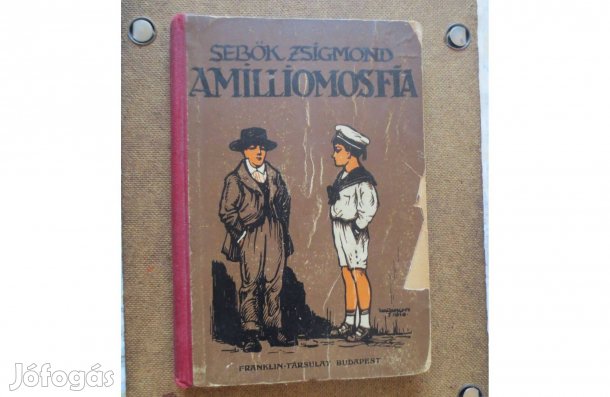 SEBŐK ZSIGMOND
A MILLIOMOS FIA
FRANKLIN-TÁRSULAT BUDAPEST
Jófogás